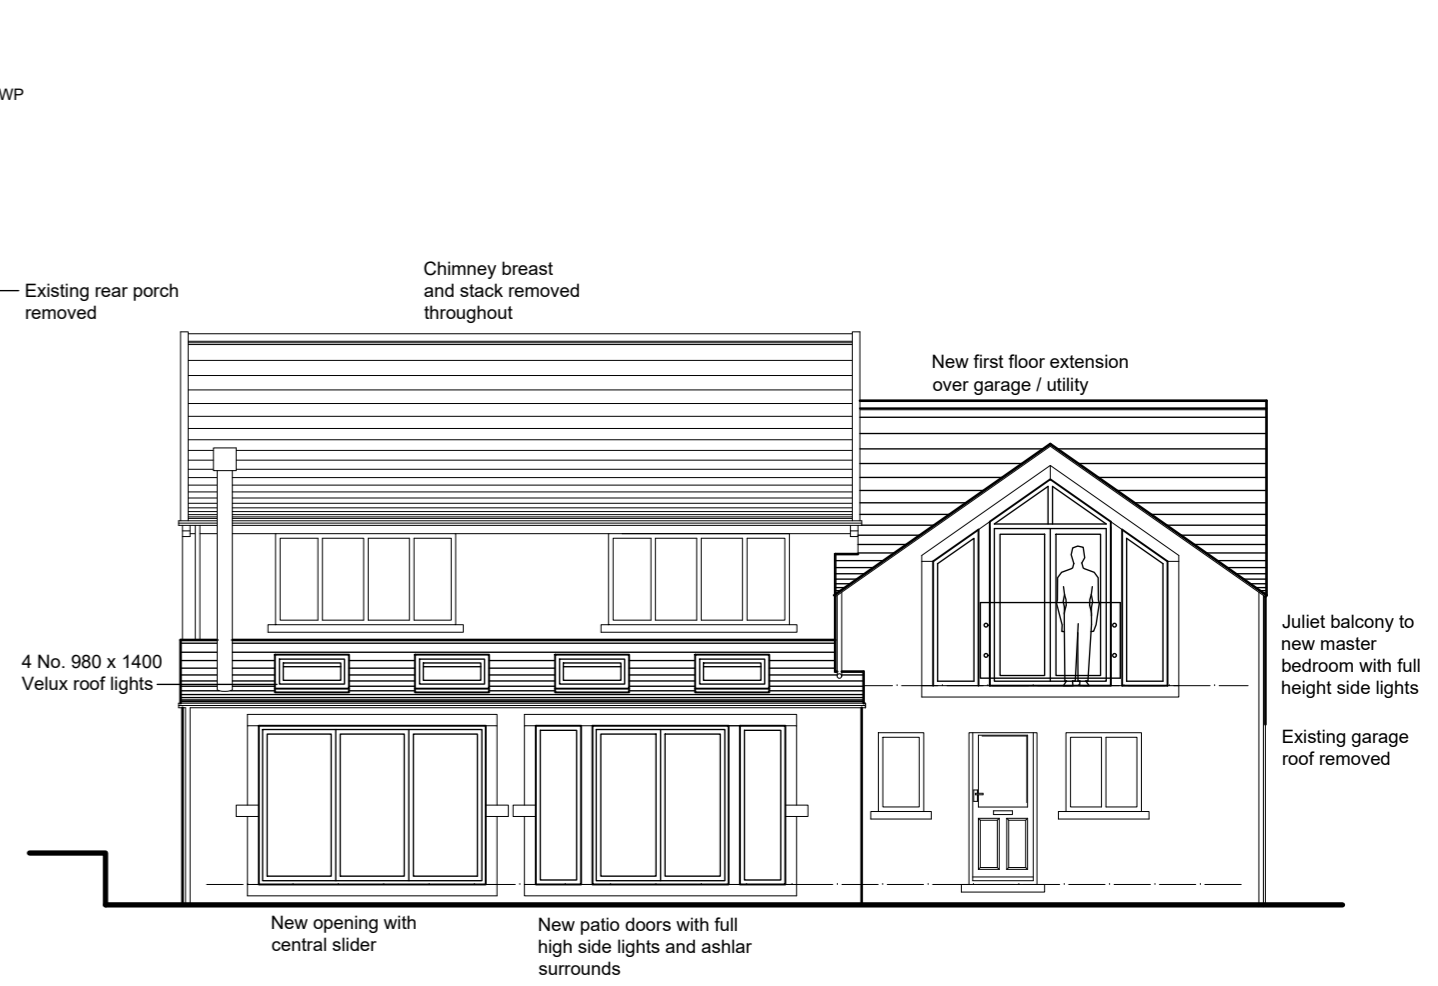 WP
Existing rear porch
removed
Chimney breast
and stack removed
throughout
New first floor extension
over garage / utility
4 No. 980 x 1400
Velux roof lights
Juliet balcony to
new master
bedroom with full
height side lights
Existing garage
roof removed
New opening with
central slider
New patio doors with full
high side lights and ashlar
surrounds